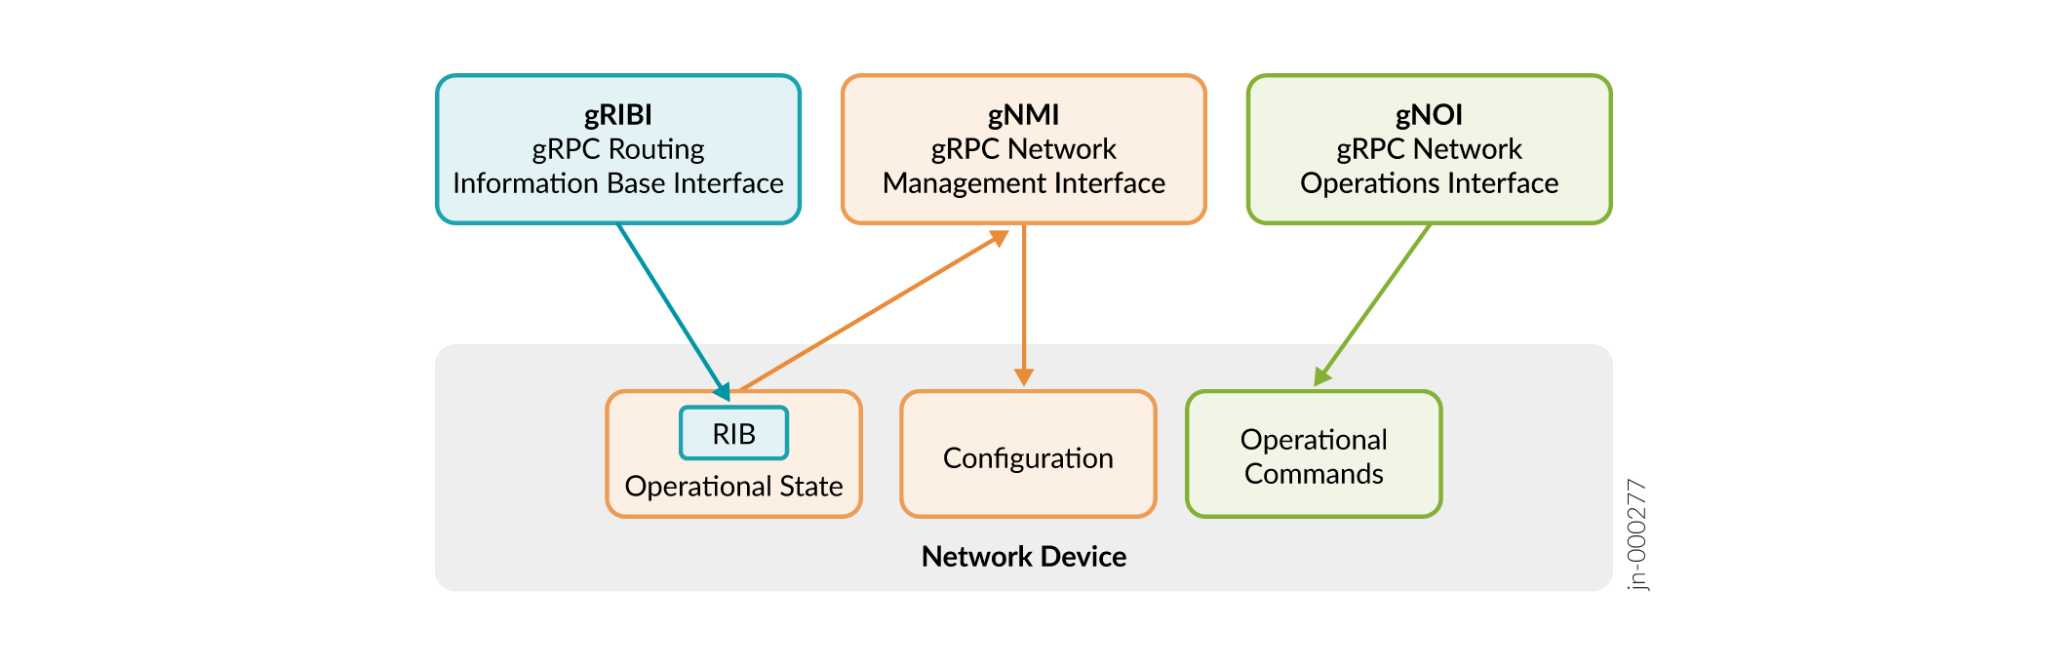 gRIBI
gRPC Routing
Information Base Interface
gNMI
gRPC Network
Management Interface
gNOI
gRPC Network
Operations Interface
RIB
Operational State
Configuration
Operational
Commands
Network Device
jn-000277